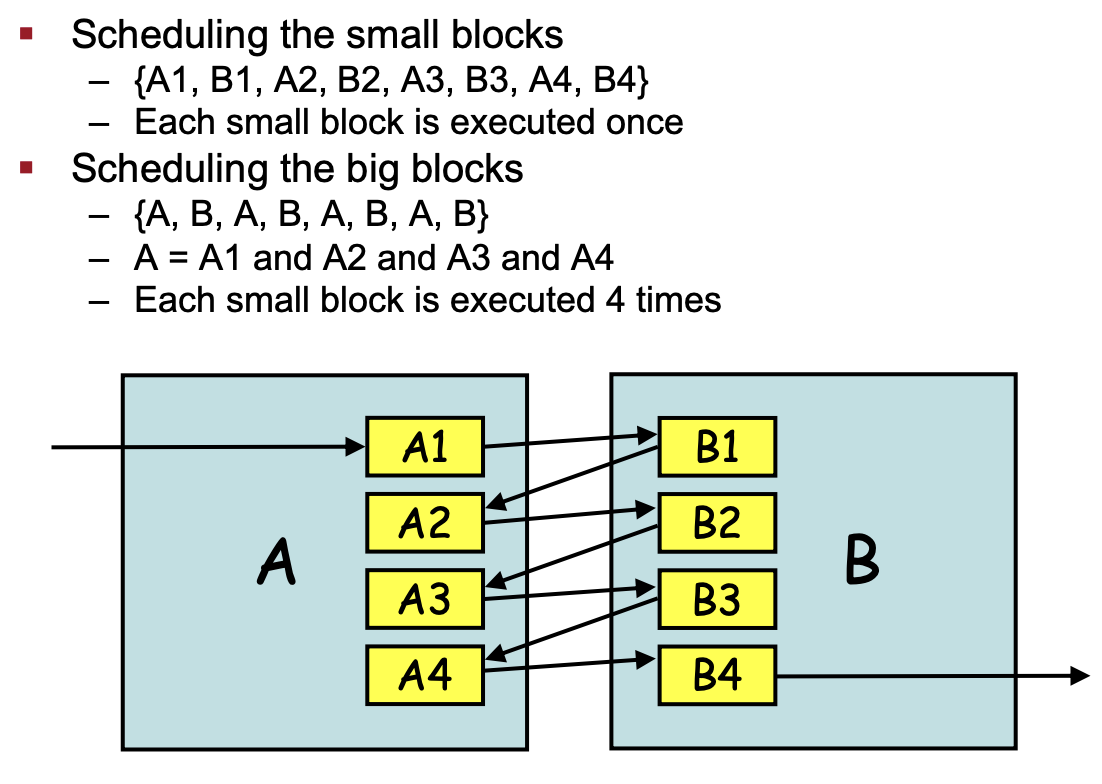 ▪ Scheduling the small blocks
– {A1, B1, A2, B2, A3, B3, A4, B4}
– Each small block is executed once
▪ Scheduling the big blocks
– {A, B, A, B, A, B, A, B}
– A = A1 and A2 and A3 and A4
– Each small block is executed 4 times
A1
B1
A2
B2
A
B
A3
B3
A4
B4